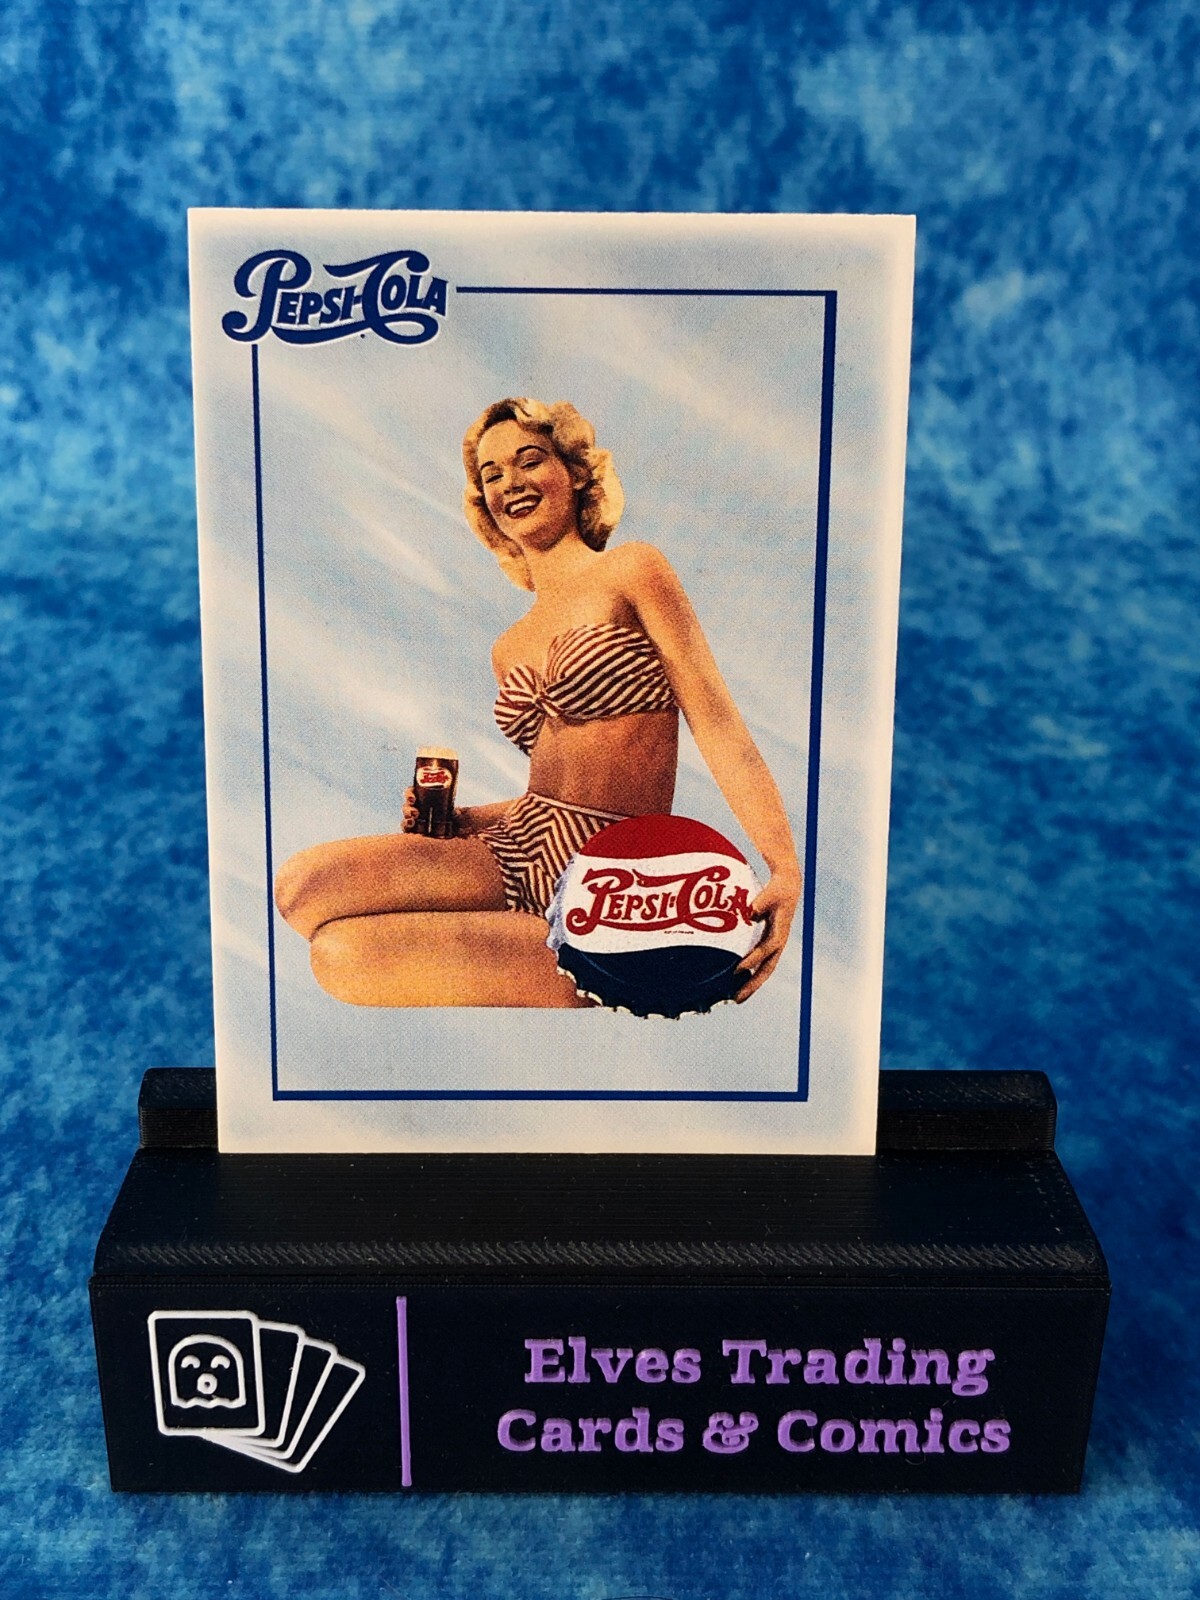 PEPSI-COLA
PEPSI-COLA
Elves Trading
Cards & Comics